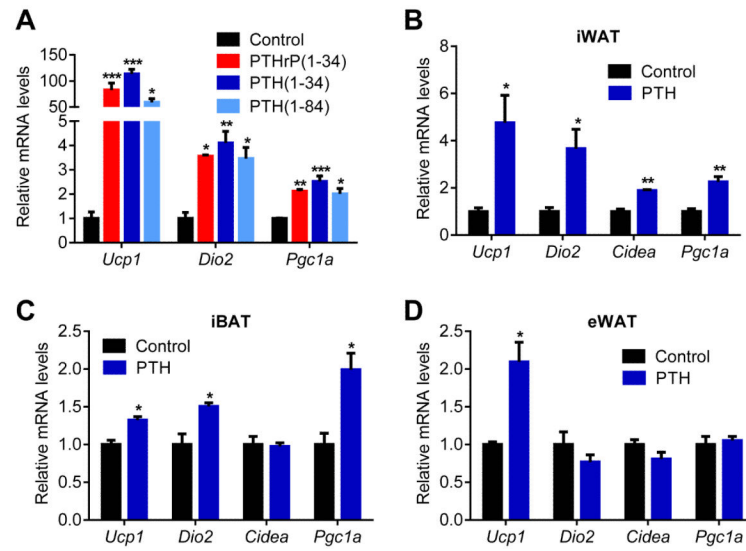 A
Relative mRNA levels
150
100
50
5
4
3
2
1
0
*** *** *
* ** *
** *** *
Ucp1 Dio2 Pgc1a
Control
PTHrP(1-34)
PTH(1-34)
PTH(1-84)
B
iWAT
Relative mRNA levels
8
6
4
2
0
* * ** **
Ucp1 Dio2 Cidea Pgc1a
Control
PTH
C
iBAT
Relative mRNA levels
2.5
2.0
1.5
1.0
0.5
0.0
* * *
Ucp1 Dio2 Cidea Pgc1a
Control
PTH
D
eWAT
Relative mRNA levels
2.5
2.0
1.5
1.0
0.5
0.0
*
Ucp1 Dio2 Cidea Pgc1a
Control
PTH